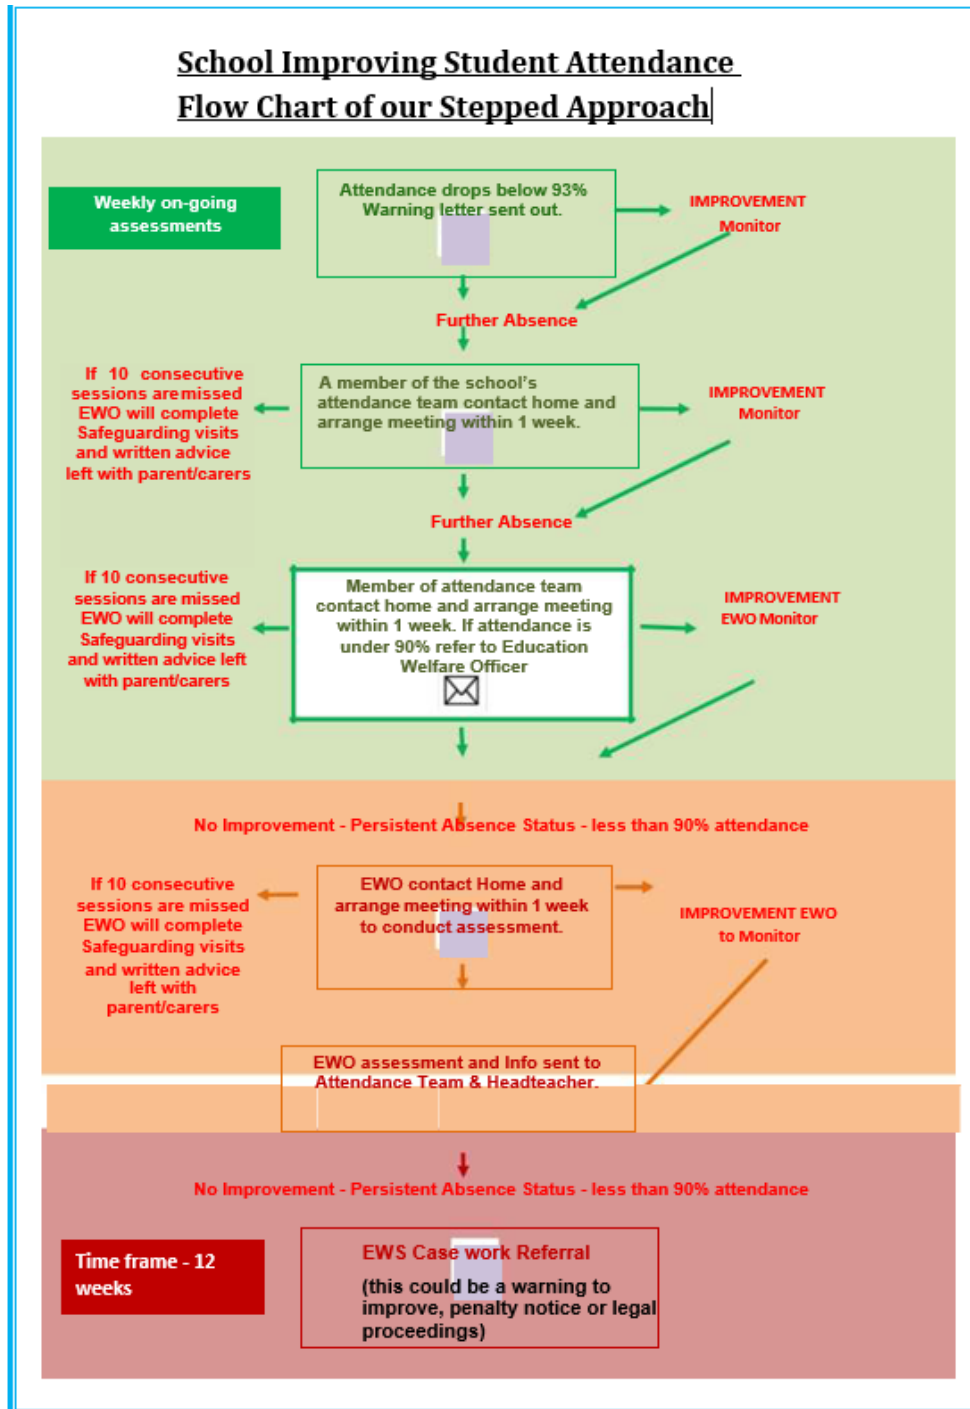 School Improving Student Attendance
Flow Chart of our Stepped Approach
Weekly on-going
assessments
Attendance drops below 93%
Warning letter sent out.
IMPROVEMENT
Monitor
Further Absence
If 10 consecutive
sessions are missed
EWO will complete
Safeguarding visits
and written advice
left with parent/carers
A member of the school's
attendance team contact home and
arrange meeting within 1 week.
IMPROVEMENT
Monitor
Further Absence
If 10 consecutive
sessions are missed
EWO will complete
Safeguarding visits
and written advice left
with parent/carers
Member of attendance team
contact home and arrange meeting
within 1 week. If attendance is
under 90% refer to Education
Welfare Officer
IMPROVEMENT
EWO Monitor
No Improvement - Persistent Absence Status - less than 90% attendance
If 10 consecutive
sessions are missed
EWO will complete
Safeguarding visits
and written advice
left with
parent/carers
EWO contact Home and
arrange meeting within 1 week
to conduct assessment.
IMPROVEMENT EWO
to Monitor
EWO assessment and Info sent to
Attendance Team & Headteacher.
No Improvement - Persistent Absence Status - less than 90% attendance
Time frame - 12
weeks
EWS Case work Referral
(this could be a warning to
improve, penalty notice or legal
proceedings)